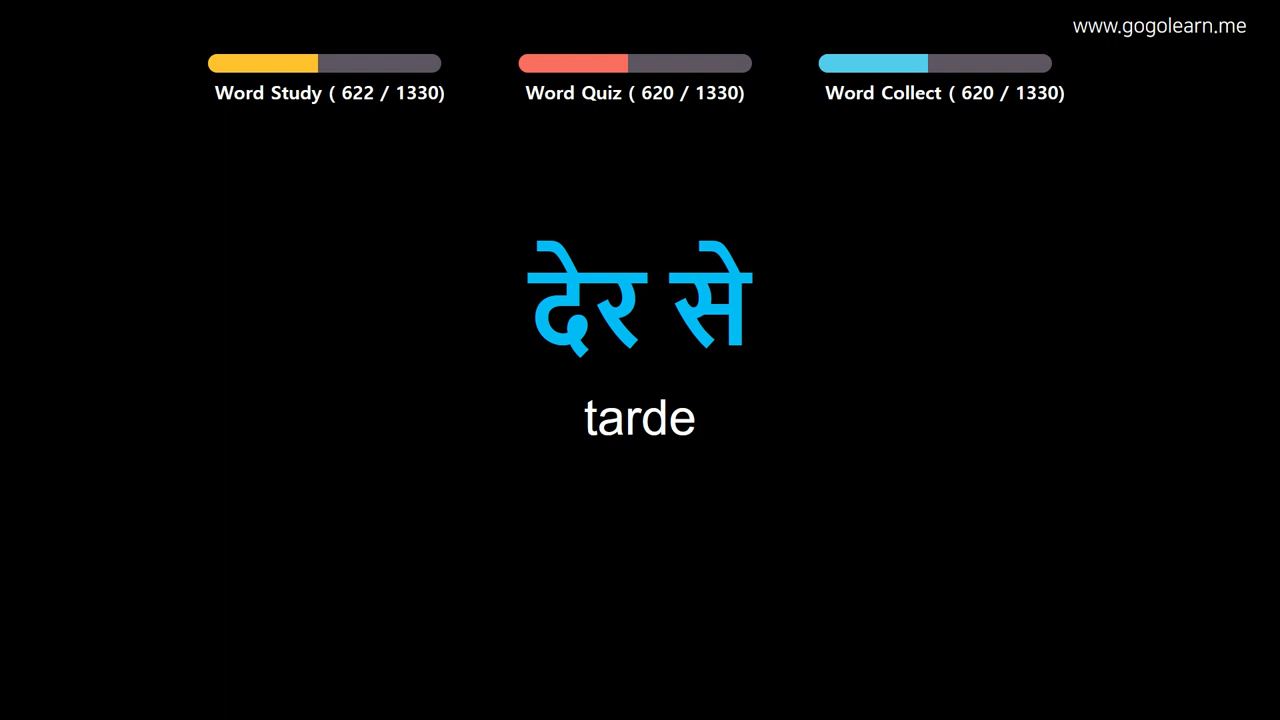 www.gogolearn.me
Word Study ( 622 / 1330)
Word Quiz ( 620 / 1330)
Word Collect ( 620 / 1330)
देर से
tarde